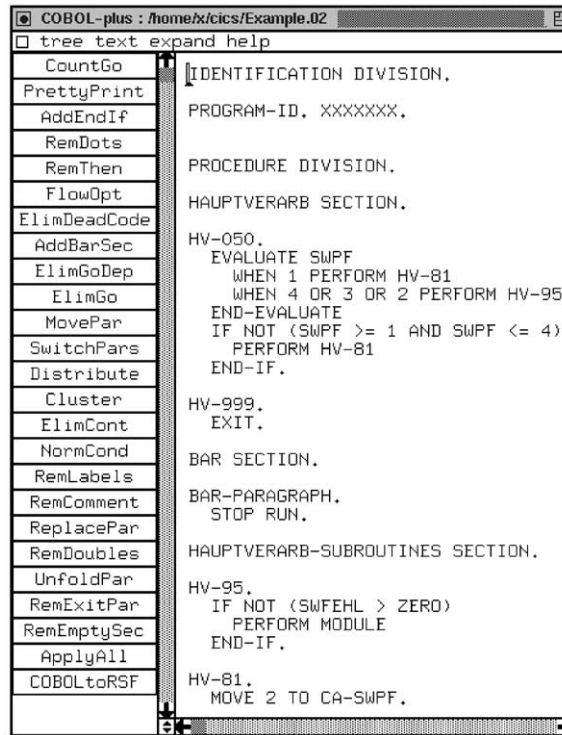 COBOL-plus : /home/x/cics/Example.02
tree text expand help
CountGo
PrettyPrint
AddEndIf
RemDots
RemThen
FlowOpt
ElimDeadCode
AddBarSec
ElimGoDep
ElimGo
MovePar
SwitchPars
Distribute
Cluster
ElimCont
NormCond
RemLabels
RemComment
ReplacePar
RemDoubles
UnfoldPar
RemExitPar
RemEmptySec
ApplyAll
COBOLtoRSF
IDENTIFICATION DIVISION.
PROGRAM-ID. XXXXXXX.
PROCEDURE DIVISION.
HAUPTVERARB SECTION.
HV-050.
EVALUATE SWPF
WHEN 1 PERFORM HV-81
WHEN 4 OR 3 OR 2 PERFORM HV-95
END-EVALUATE
IF NOT (SWPF >= 1 AND SWPF <= 4)
PERFORM HV-81
END-IF.
HV-999.
EXIT.
BAR SECTION.
BAR-PARAGRAPH.
STOP RUN.
HAUPTVERARB-SUBROUTINES SECTION.
HV-95.
IF NOT (SWFEHL > ZERO)
PERFORM MODULE
END-IF.
HV-81.
MOVE 2 TO CA-SWPF.